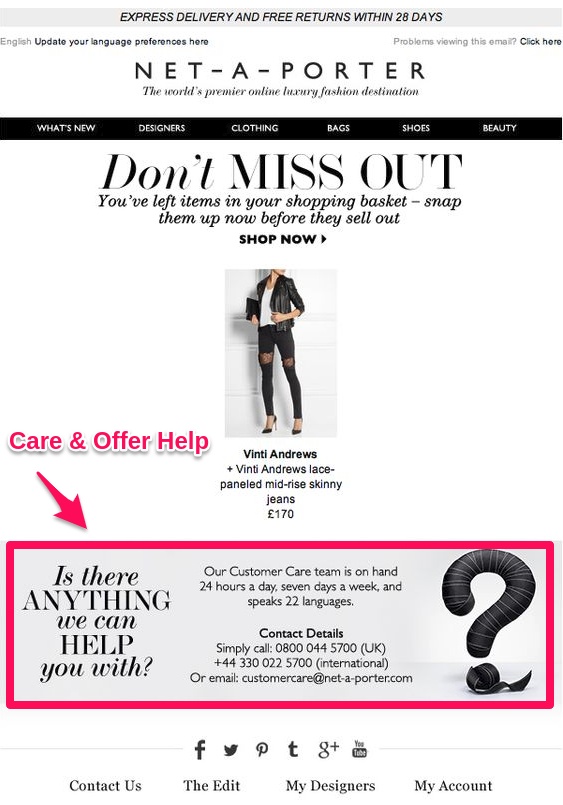 EXPRESS DELIVERY AND FREE RETURNS WITHIN 28 DAYS
English Update your language preferences here
Problems viewing this email? Click here
NET-A-PORTER
The world's premier online luxury fashion destination
WHAT'S NEW DESIGNERS CLOTHING BAGS SHOES BEAUTY
Don't MISS OUT
You've left items in your shopping basket – snap
them up now before they sell out
SHOP NOW
Vinti Andrews
+ Vinti Andrews lace-
paneled mid-rise skinny
jeans
£170
Care & Offer Help
Is there
ANYTHING
we can
HELP
you with?
Our Customer Care team is on hand
24 hours a day, seven days a week, and
speaks 22 languages.
Contact Details
Simply call: 0800 044 5700 (UK)
+44 330 022 5700 (international)
Or email: customercare@net-a-porter.com
?
f t g+ You Tube
Contact Us The Edit My Designers My Account